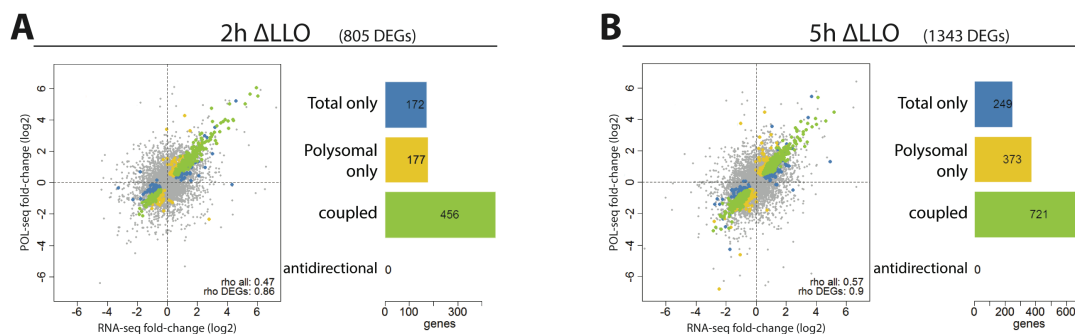 A
2h ΔLLO (805 DEGs)
POL-seq fold-change (log2)
6
4
2
0
-2
-4
-6
-6 -4 -2 0 2 4 6
RNA-seq fold-change (log2)
rho all: 0.47
rho DEGs: 0.86
Total only
172
Polysomal
only
177
coupled
456
antidirectional
0
0 300
genes
B
5h ΔLLO (1343 DEGs)
POL-seq fold-change (log2)
6
4
2
0
-2
-4
-6
-6 -4 -2 0 2 4 6
RNA-seq fold-change (log2)
rho all: 0.57
rho DEGs: 0.9
Total only
249
Polysomal
only
373
coupled
721
antidirectional
0
0 200 400 600
genes